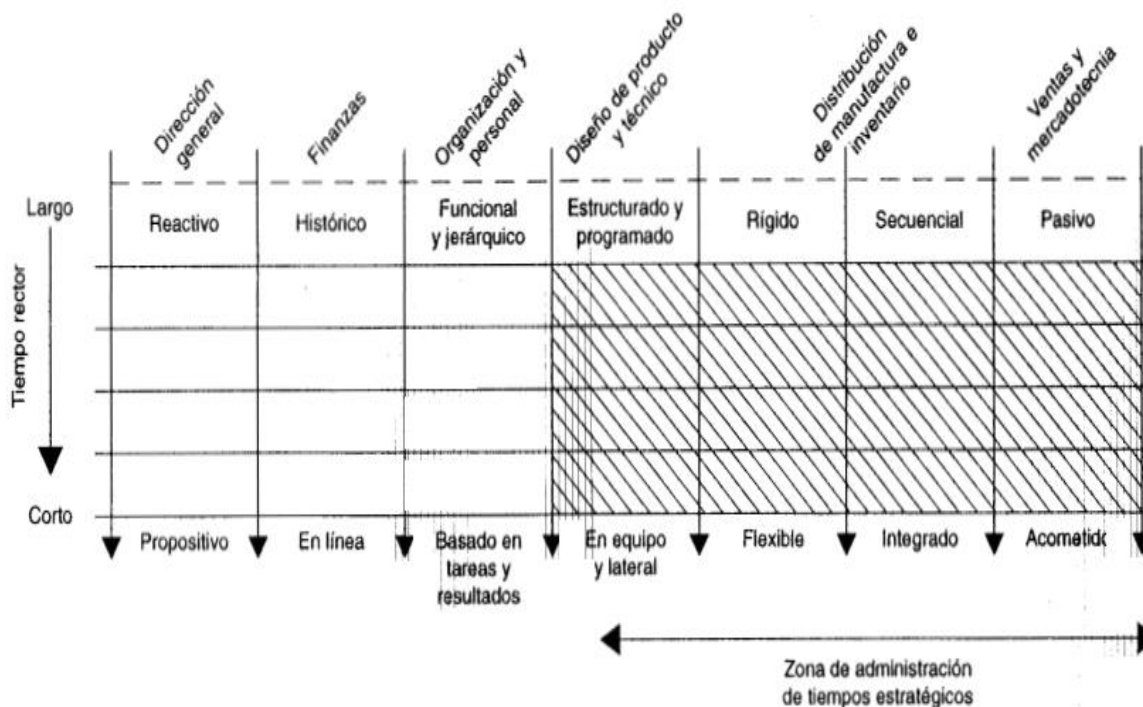 Dirección
general
Finanzas
Organización y
personal
Diseño de producto
y técnico
Distribución
de manufactura e
inventario
Ventas y
mercadotecnía
Largo
Tiempo rector
Corto
Reactivo
Histórico
Funcional
y jerárquico
Estructurado y
programado
Rígido
Secuencial
Pasivo
Propositivo
En línea
Basado en
tareas y
resultados
En equipo
y lateral
Flexible
Integrado
Acometido
Zona de administración
de tiempos estratégicos